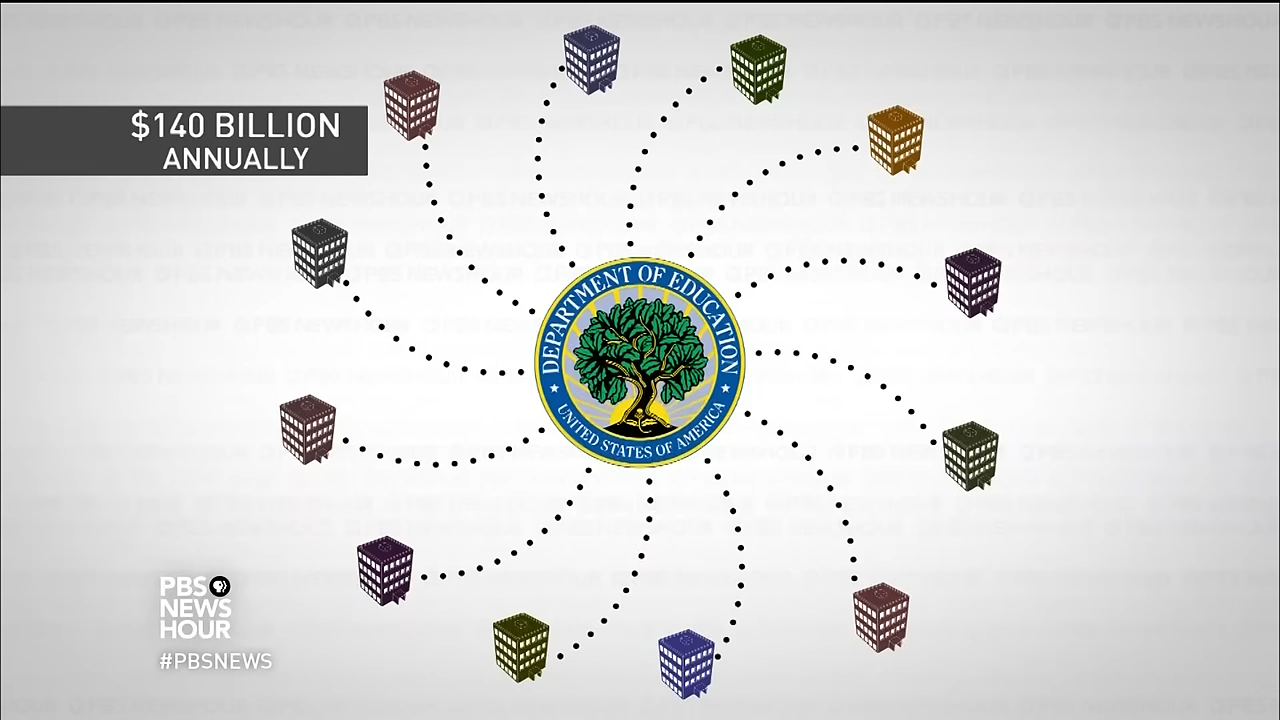 $140 BILLION
ANNUALLY
DEPARTMENT OF EDUCATION
UNITED STATES OF AMERICA
PBS
NEWS
HOUR
#PBSNEWS